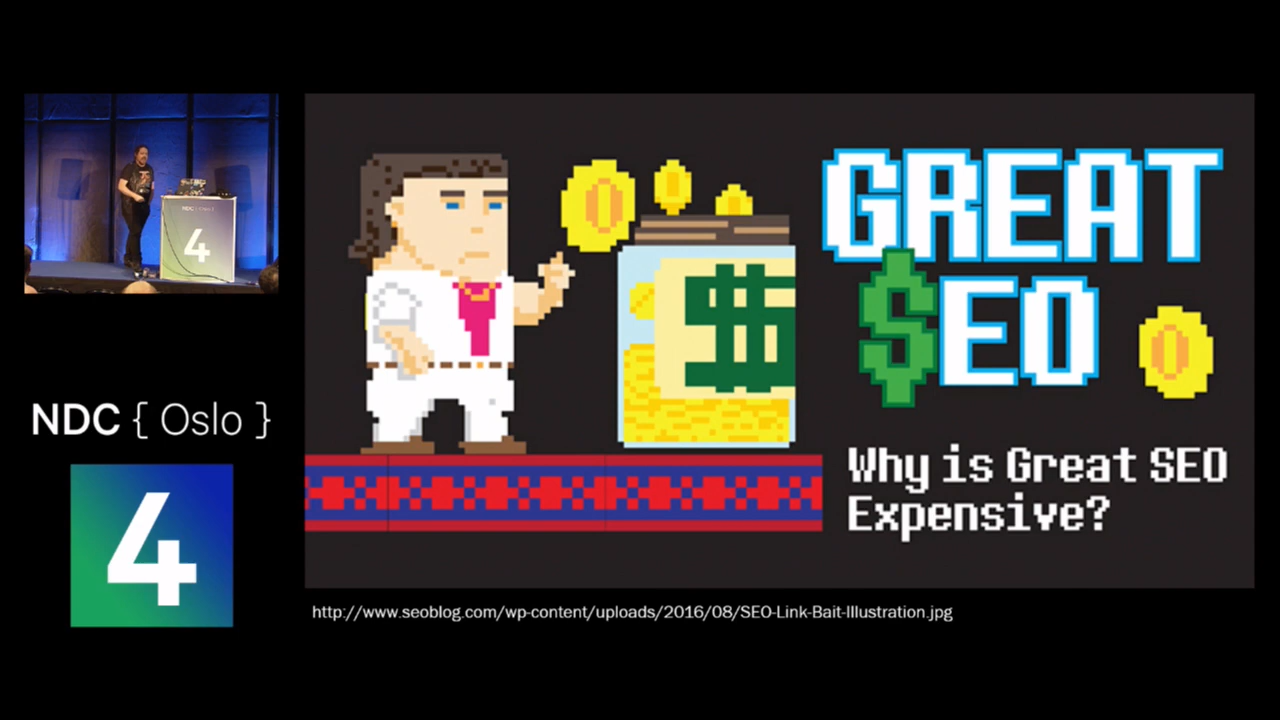 GREAT
$EO
$
Why is Great SEO
Expensive?
NDC { Oslo }
4
4
http://www.seoblog.com/wp-content/uploads/2016/08/SEO-Link-Bait-Illustration.jpg